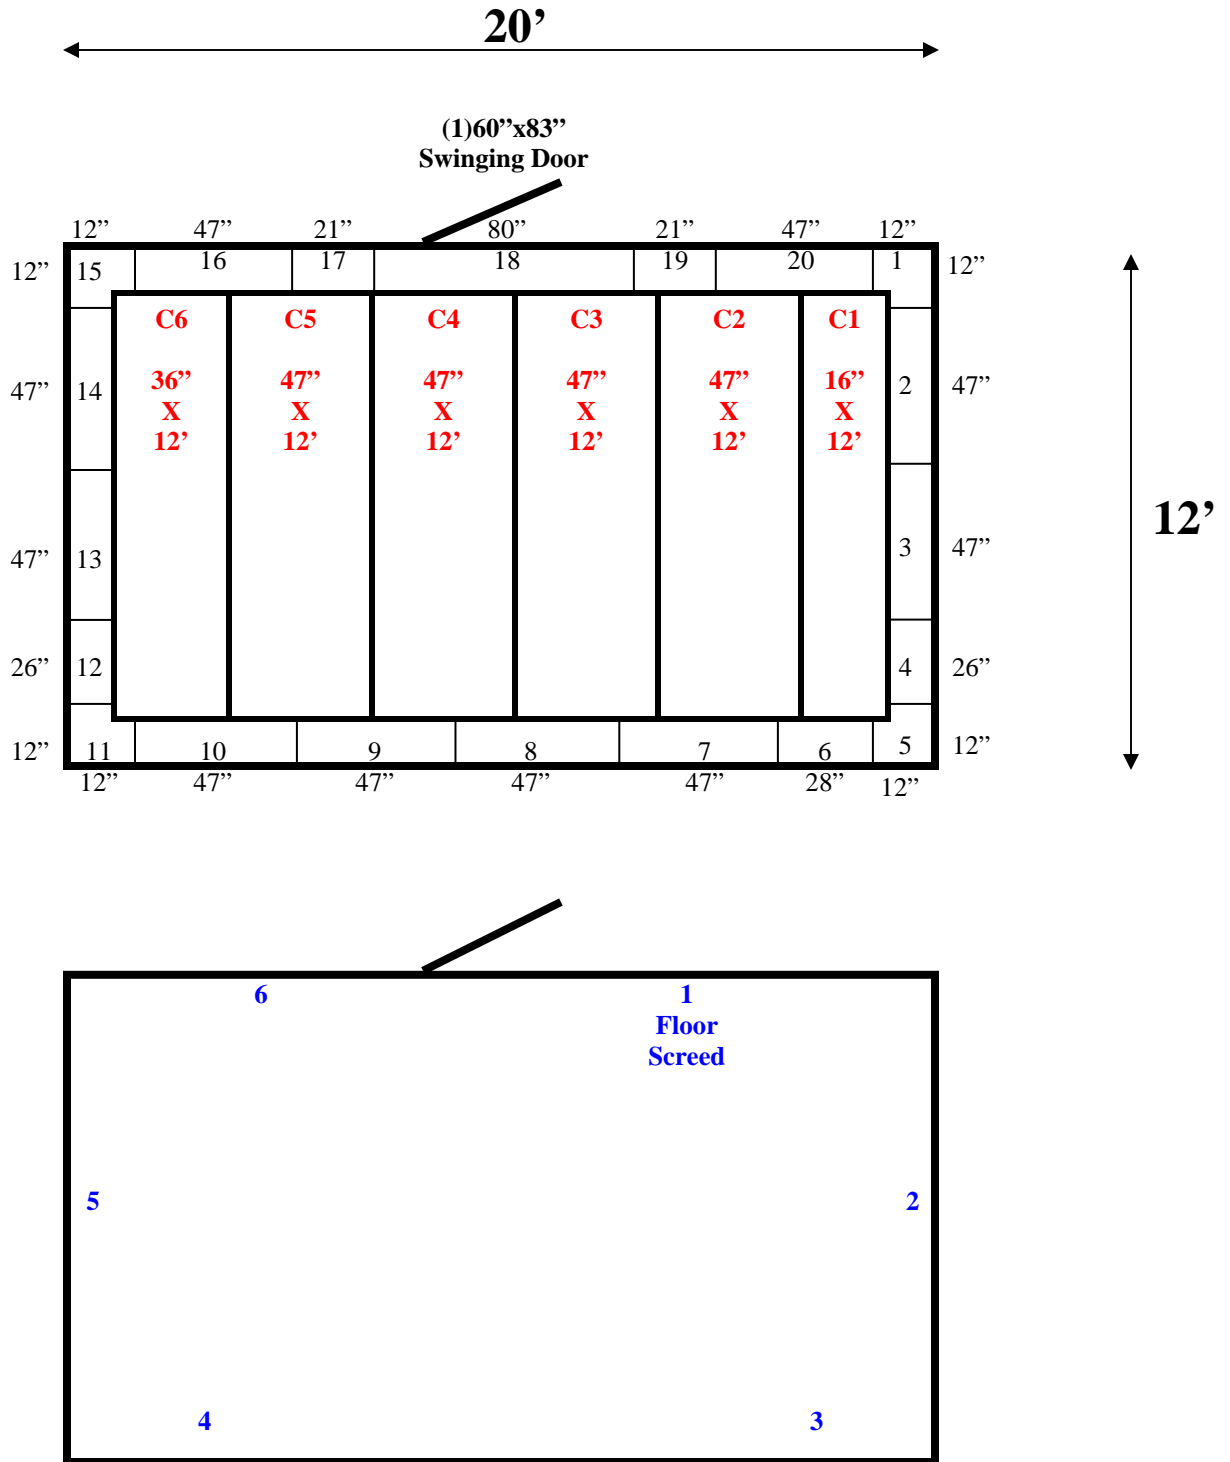 20’
(1)60”x83”
Swinging Door
12” 47” 21” 80” 21” 47” 12”
12” 15 16 17 18 19 20 1 12”
C6 C5 C4 C3 C2 C1
47” 14 36” 47” 47” 47” 47” 16” 2 47”
X X X X X X
12’ 12’ 12’ 12’ 12’ 12’
12’
47” 13 3 47”
26” 12 4 26”
12” 11 10 9 8 7 6 5 12”
12” 47” 47” 47” 47” 28” 12”
6 1
Floor
Screed
5 2
4 3